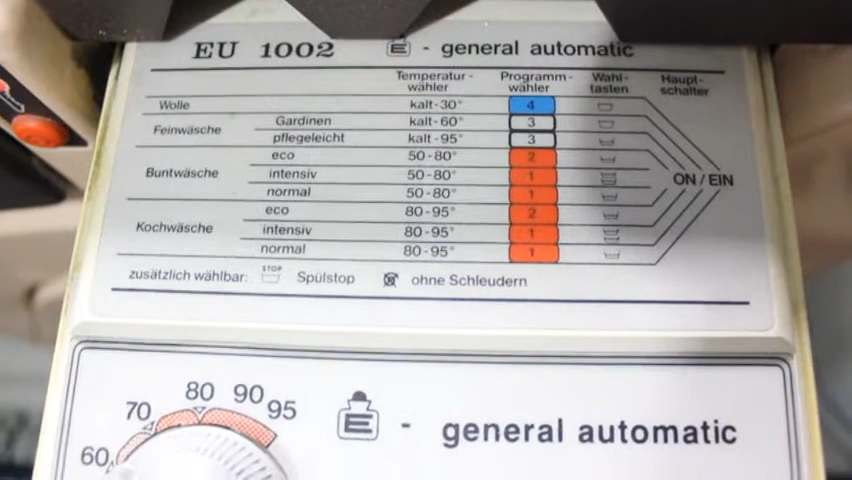 EU 1002 E - general automatic
Temperatur- Programm- Wahl- Haupt-
wähler wähler tasten schalter
Wolle kalt-30° 4
Feinwäsche Gardinen kalt-60° 3
pflegeleicht kalt-95° 3
Buntwäsche eco 50-80° 2
intensiv 50-80° 1
normal 50-80° 1
Kochwäsche eco 80-95° 2
intensiv 80-95° 1
normal 80-95° 1
ON/EIN
zusätzlich wählbar: STOP Spülstop ohne Schleudern
60 70 80 90 95
E - general automatic